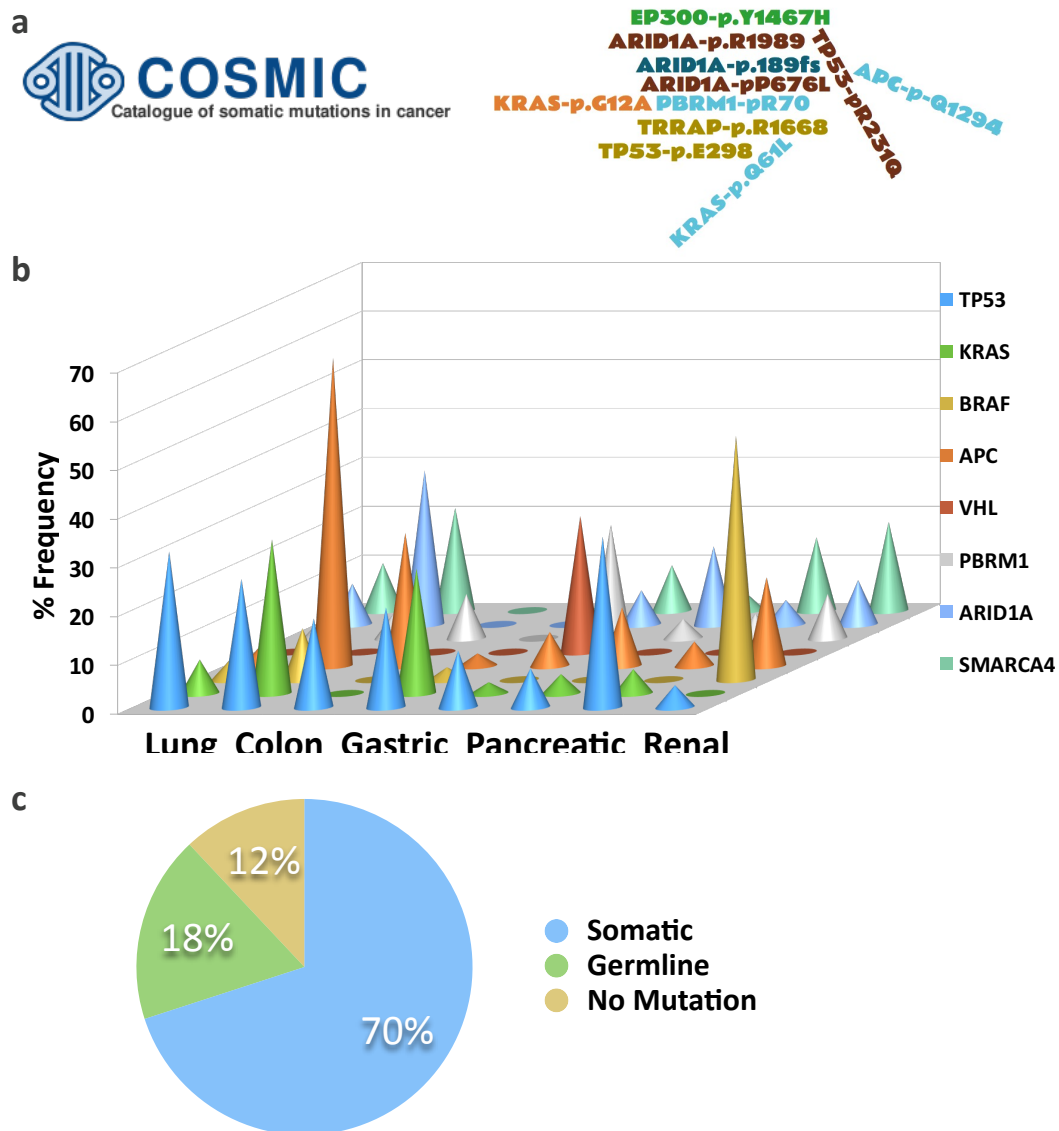 a
COSMIC
Catalogue of somatic mutations in cancer
EP300-p.Y1467H
ARID1A-p.R1989
ARID1A-p.189fs
ARID1A-pP676L
KRAS-p.G12A PBRM1-pR70
TRRAP-p.R1668
TP53-p.E298
TP53-pR231Q
APC-p-Q1294
KRAS-p.Q61L
b
% Frequency
70
60
50
40
30
20
10
0
Lung Colon Gastric Pancreatic Renal
TP53
KRAS
BRAF
APC
VHL
PBRM1
ARID1A
SMARCA4
c
12%
18%
70%
Somatic
Germline
No Mutation